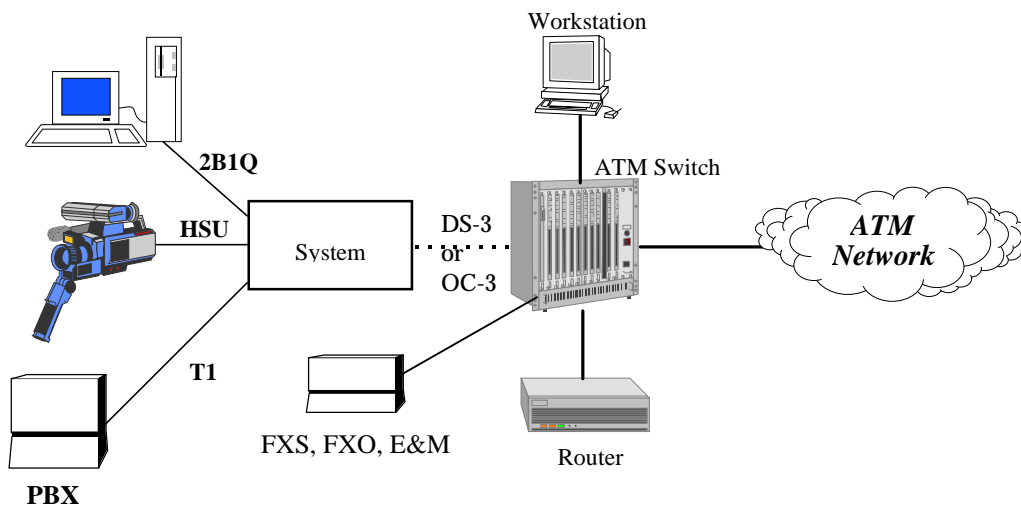 Workstation
2B1Q
ATM Switch
HSU
System
DS-3
or
OC-3
ATM
Network
T1
FXS, FXO, E&M
Router
PBX